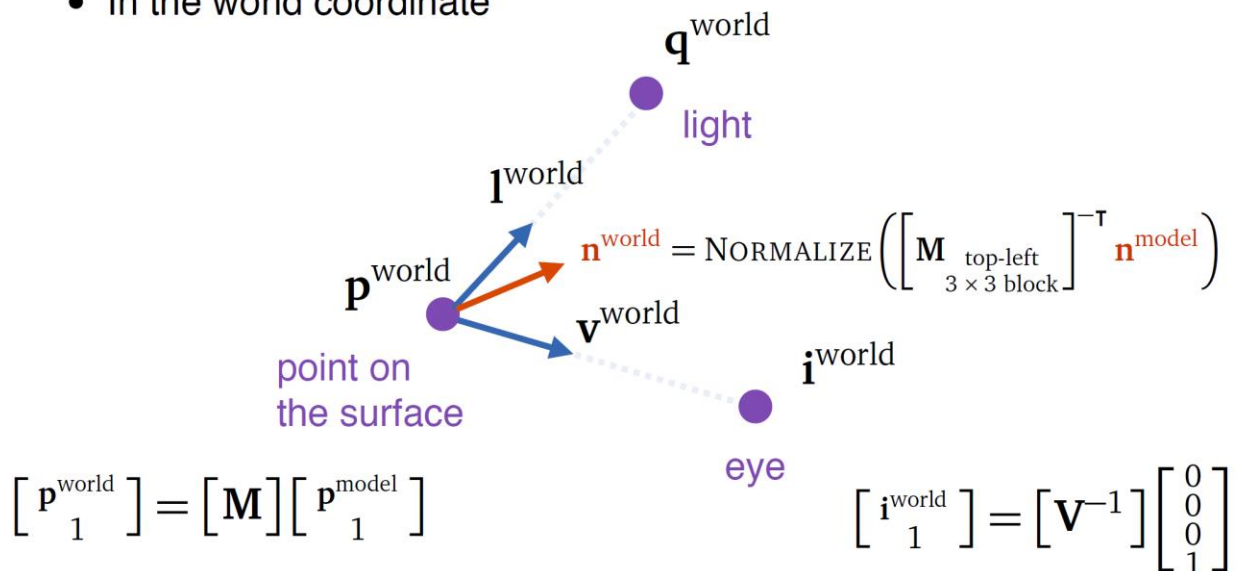 • In the world coordinate
q^world
light
l^world
n^world = NORMALIZE([M top-left 3 × 3 block]^−T n^model)
p^world
v^world
point on
the surface
i^world
eye
[p^world 1] = [M][p^model 1]
[i^world 1] = [V^−1][0 0 0 1]